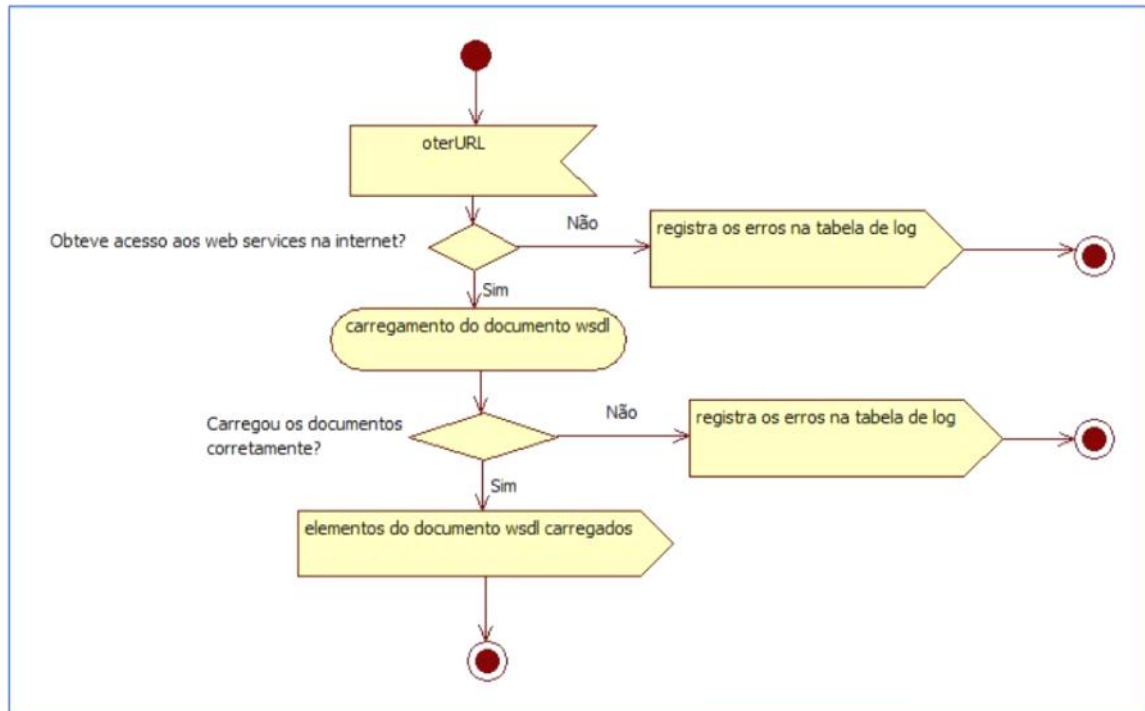 oterURL
Não
registra os erros na tabela de log
Obteve acesso aos web services na internet?
Sim
carregamento do documento wsdl
Não
registra os erros na tabela de log
Carregou os documentos
corretamente?
Sim
elementos do documento wsdl carregados